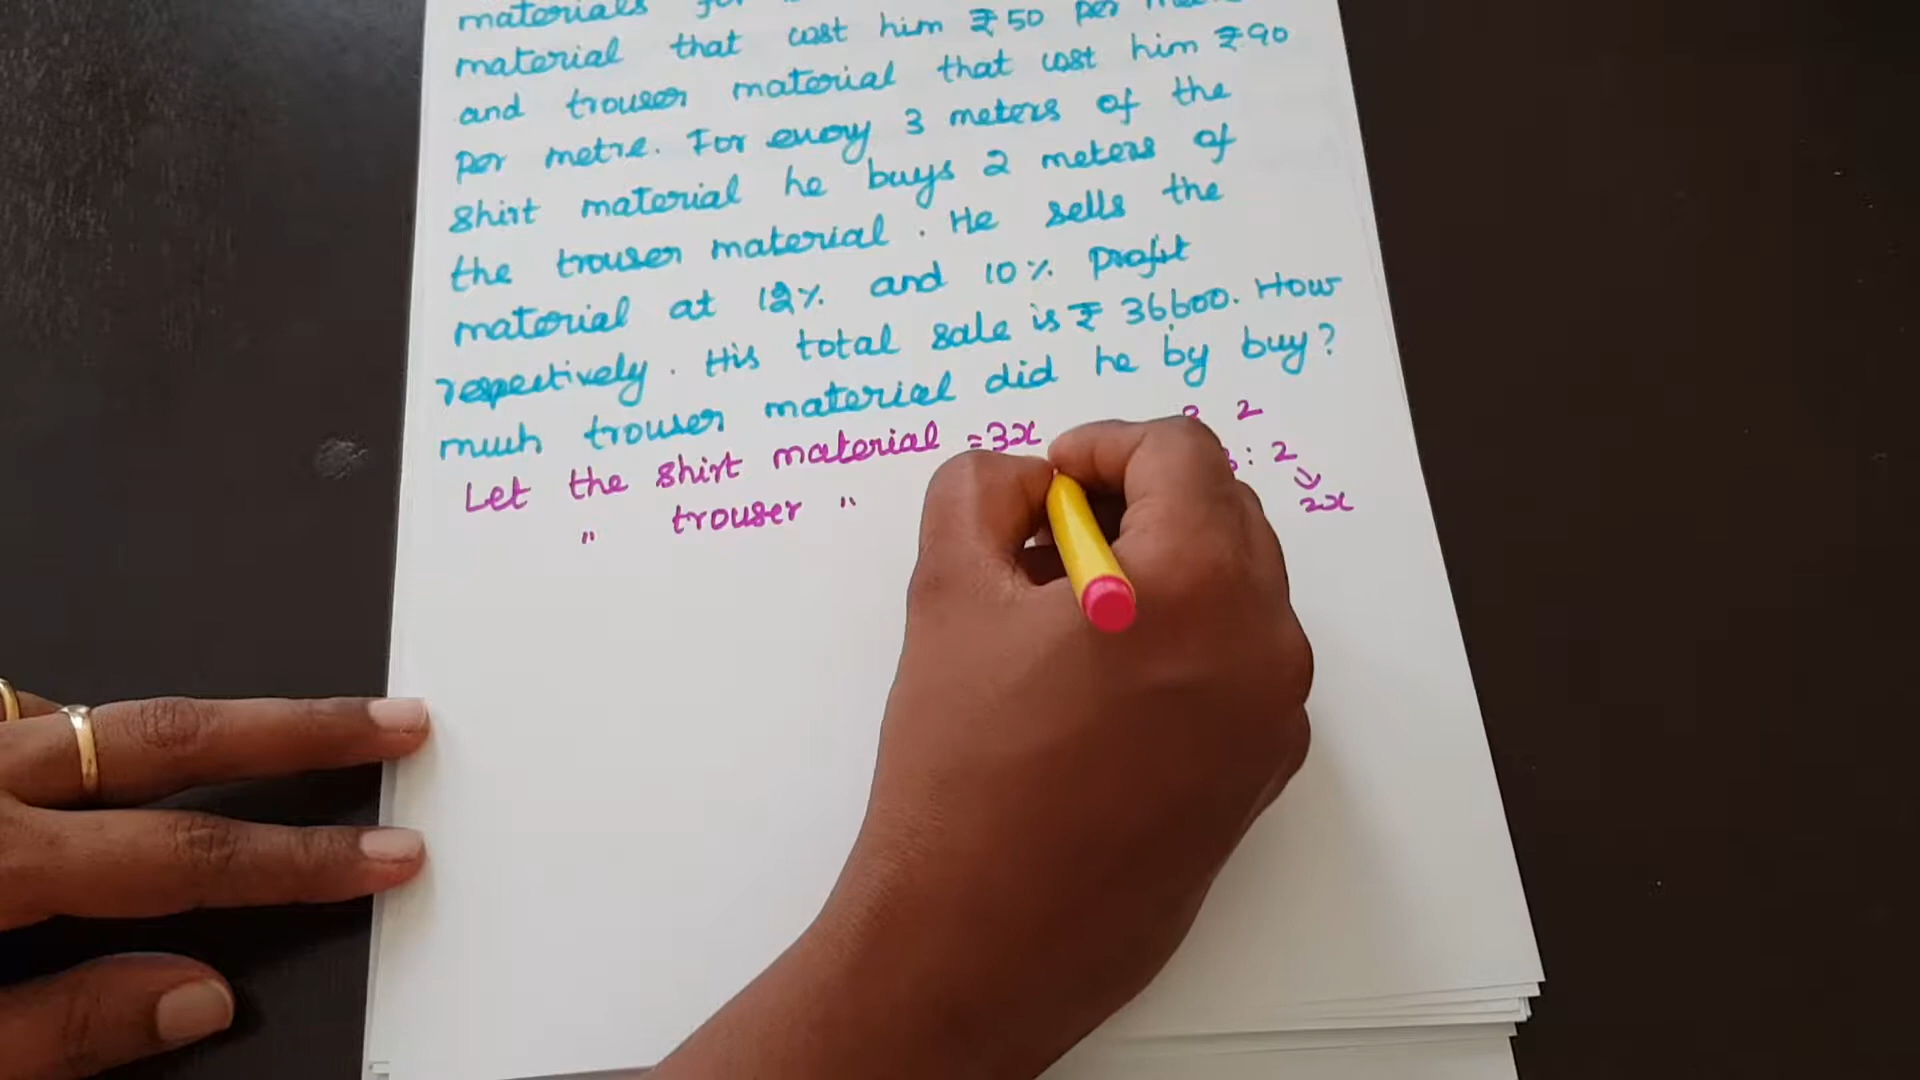 materials for
material that cost him ₹50 per
and trouser material that cost him ₹90
per metre. For every 3 meters of the
shirt material he buys 2 meters of
the trouser material. He sells the
material at 12% and 10% Profit
respectively. His total sale is ₹ 36600. How
much trouser material did he by buy?
Let the shirt material = 3x
2
" trouser "
: 2
2x